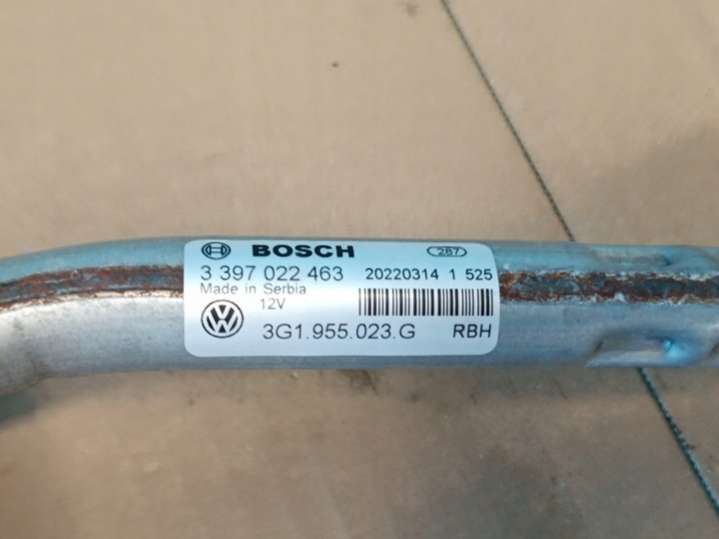 BOSCH 287
3 397 022 463 20220314 1 525
Made in Serbia
12V
3G1.955.023.G RBH